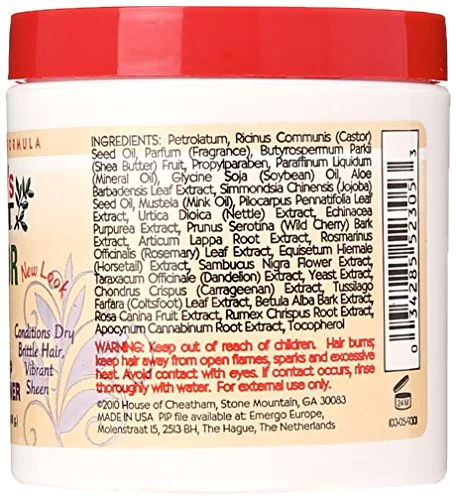 FORMULA
New Look
Conditions Dry
Brittle Hair,
Vibrant
Sheen
INGREDIENTS: Petrolatum, Ricinus Communis (Castor)
Seed Oil, Parfum (Fragrance), Butyrospermum Parkii
(Shea Butter) Fruit, Propylparaben, Paraffinum Liquidum
(Mineral Oil), Glycine Soja (Soybean) Oil, Aloe
Barbadensis Leaf Extract, Simmondsia Chinensis (Jojoba)
Seed Oil, Mustela (Mink Oil), Pilocarpus Pennatifolia Leaf
Extract, Urtica Dioica (Nettle) Extract, Echinacea
Purpurea Extract, Prunus Serotina (Wild Cherry) Bark
Extract, Articum Lappa Root Extract, Rosmarinus
Officinalis (Rosemary) Leaf Extract, Equisetum Hiemale
(Horsetail) Extract, Sambucus Nigra Flower Extract,
Taraxacum Officinale (Dandelion) Extract, Yeast Extract,
Chondrus Crispus (Carrageenan) Extract, Tussilago
Farfara (Coltsfoot) Leaf Extract, Betula Alba Bark Extract,
Rosa Canina Fruit Extract, Rumex Chrispus Root Extract,
Apocynum Cannabinum Root Extract, Tocopherol
WARNING: Keep out of reach of children. Hair burns;
keep hair away from open flames, sparks and excessive
heat. Avoid contact with eyes. If contact occurs, rinse
thoroughly with water. For external use only.
©2010 House of Cheatham, Stone Mountain, GA 30083
MADE IN USA PIP file available at Emergo Europe,
Molenstraat 15, 2513 BH, The Hague, The Netherlands
0 34285 52305 3
24M